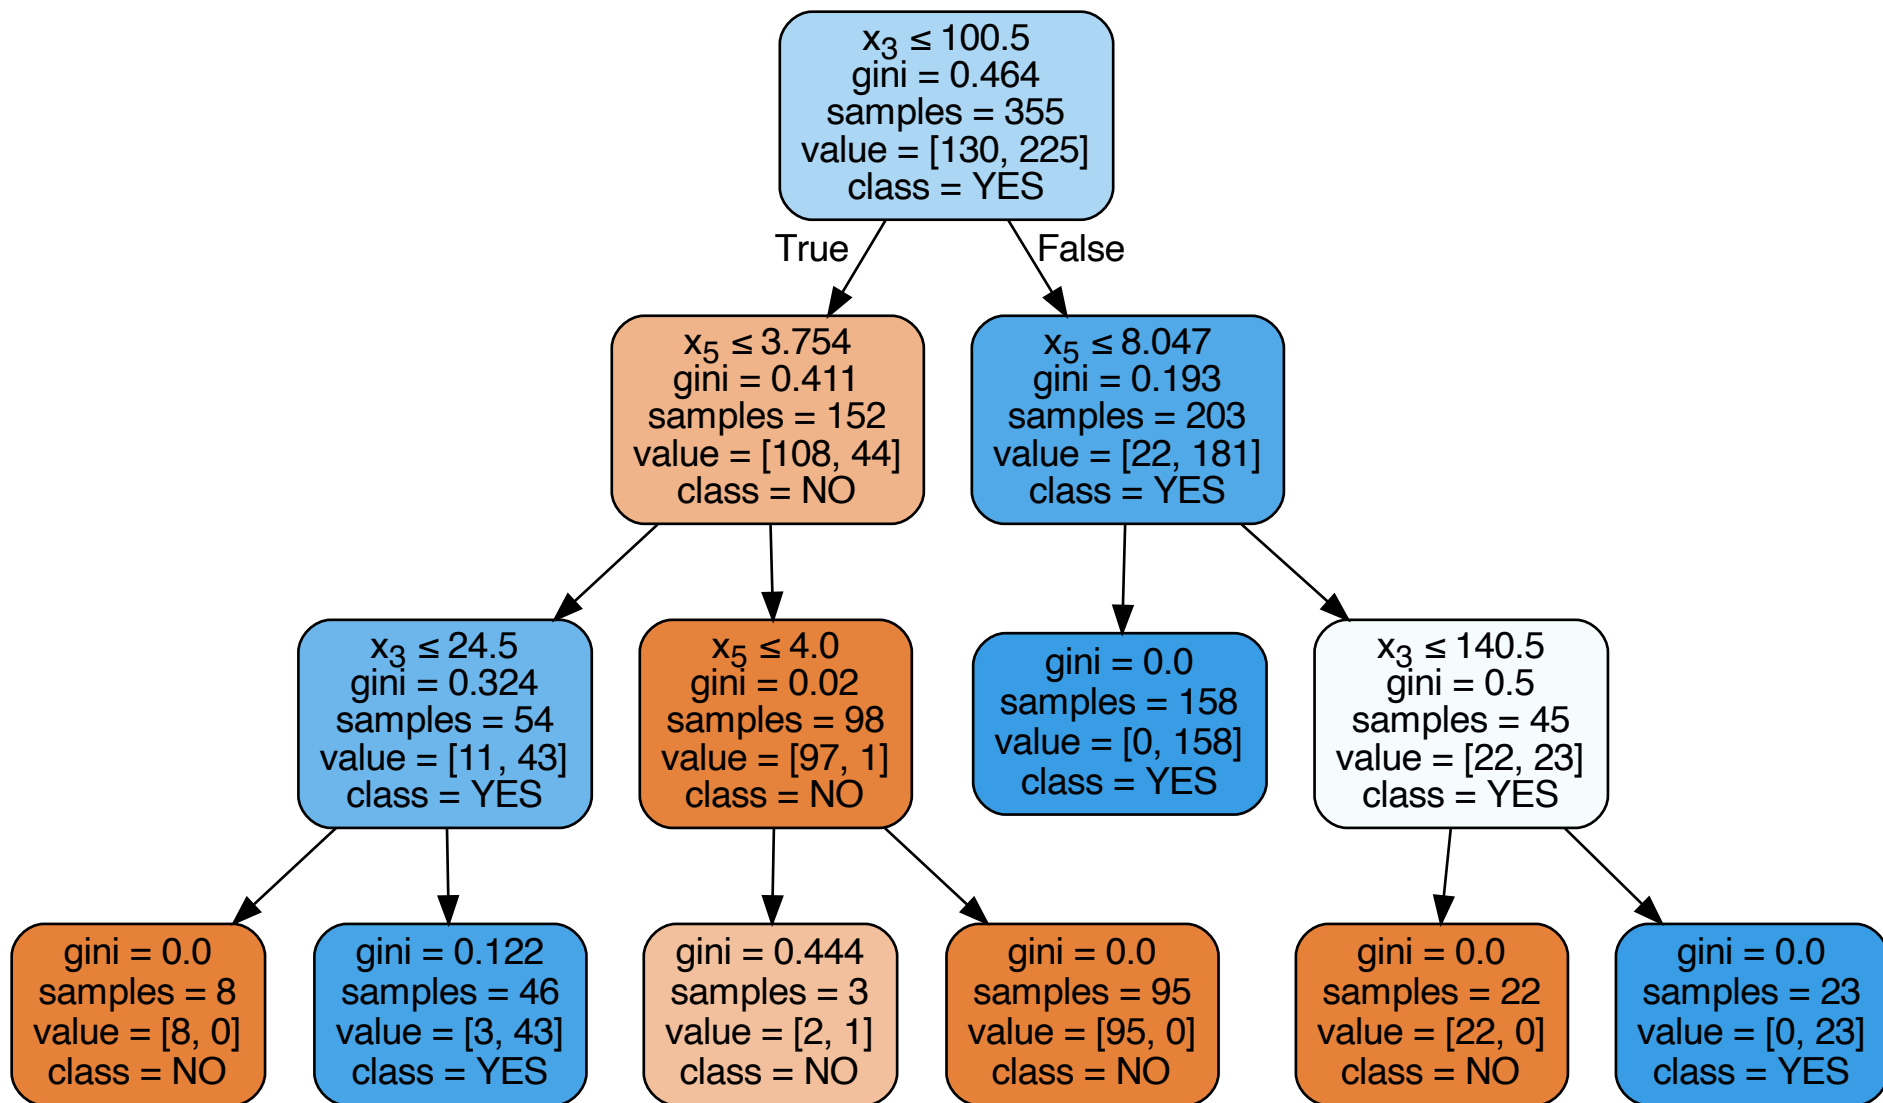 x₃ ≤ 100.5
gini = 0.464
samples = 355
value = [130, 225]
class = YES
True
False
x₅ ≤ 3.754
gini = 0.411
samples = 152
value = [108, 44]
class = NO
x₅ ≤ 8.047
gini = 0.193
samples = 203
value = [22, 181]
class = YES
x₃ ≤ 24.5
gini = 0.324
samples = 54
value = [11, 43]
class = YES
x₅ ≤ 4.0
gini = 0.02
samples = 98
value = [97, 1]
class = NO
gini = 0.0
samples = 158
value = [0, 158]
class = YES
x₃ ≤ 140.5
gini = 0.5
samples = 45
value = [22, 23]
class = YES
gini = 0.0
samples = 8
value = [8, 0]
class = NO
gini = 0.122
samples = 46
value = [3, 43]
class = YES
gini = 0.444
samples = 3
value = [2, 1]
class = NO
gini = 0.0
samples = 95
value = [95, 0]
class = NO
gini = 0.0
samples = 22
value = [22, 0]
class = NO
gini = 0.0
samples = 23
value = [0, 23]
class = YES